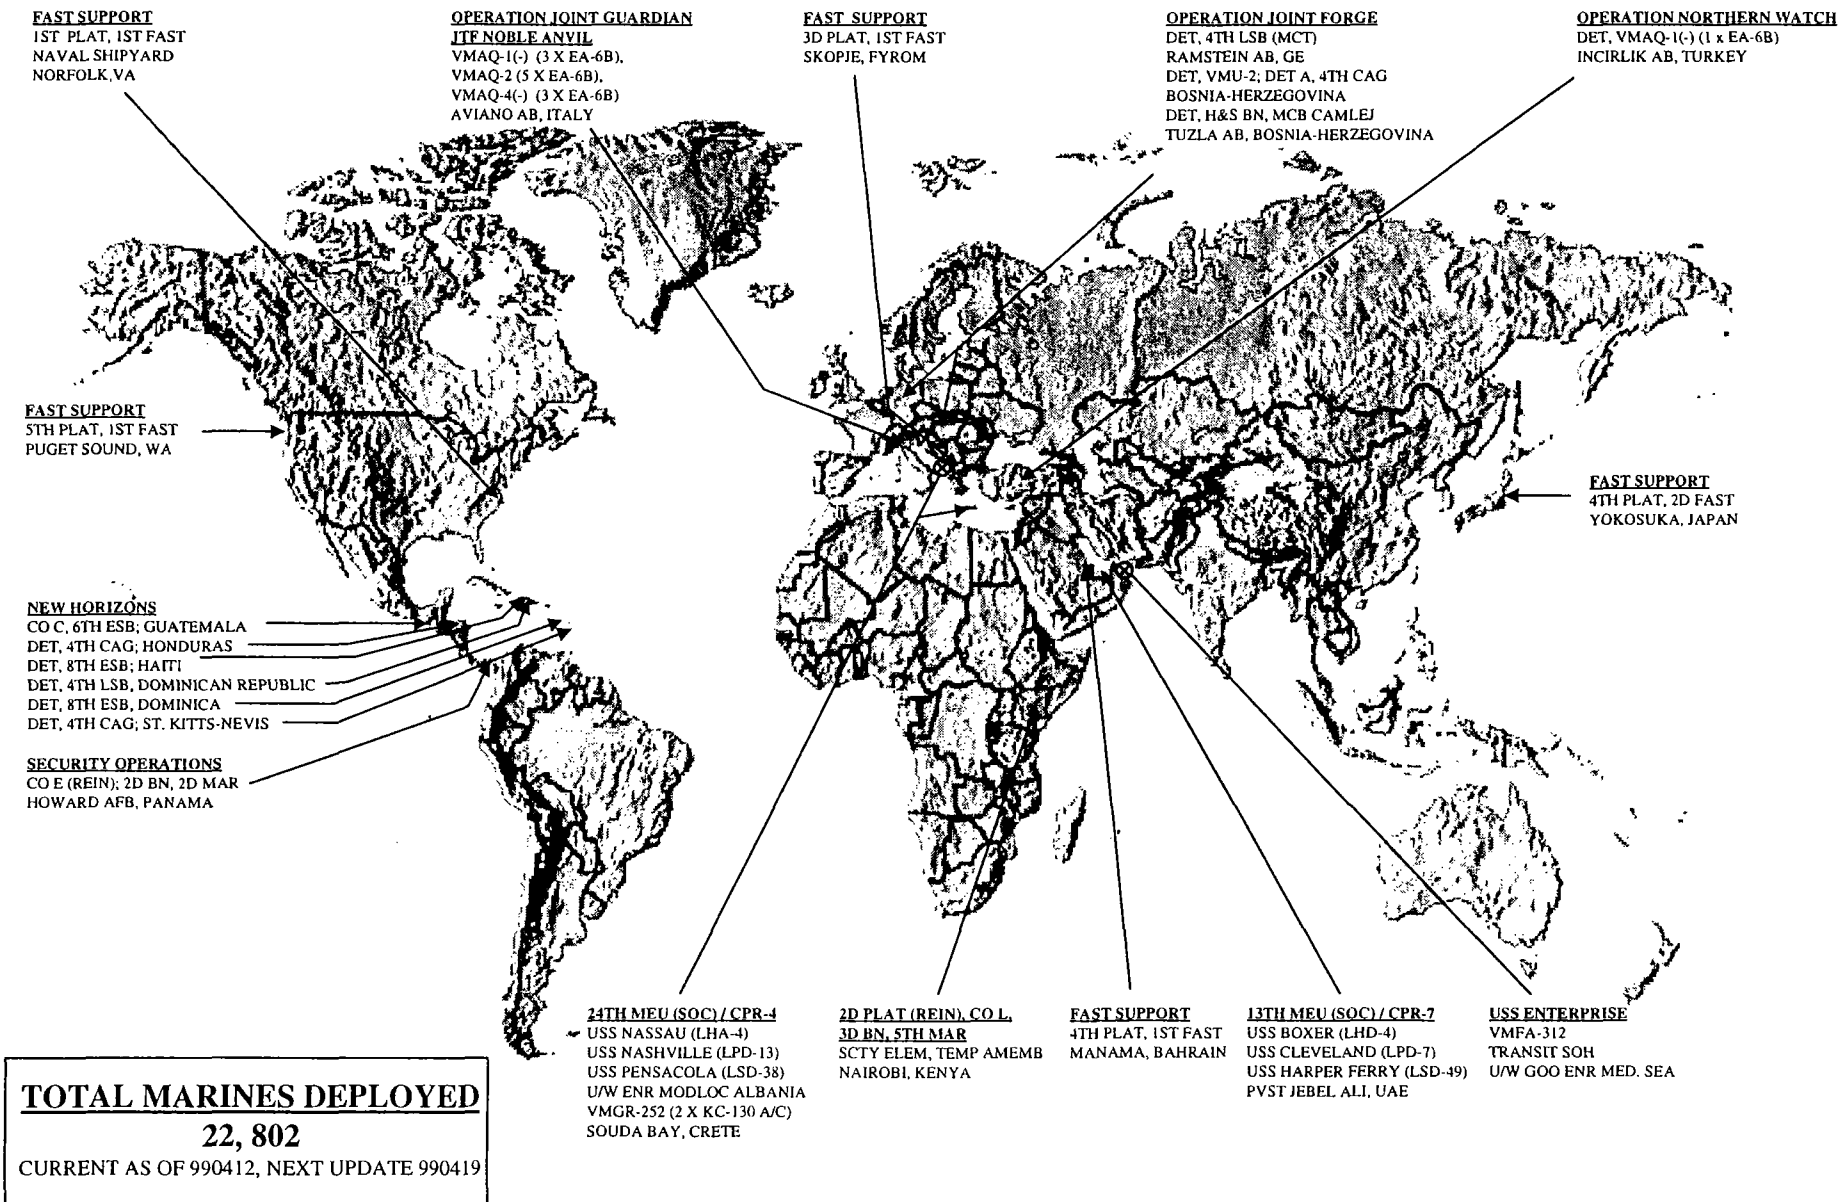 FAST SUPPORT
1ST PLAT, 1ST FAST
NAVAL SHIPYARD
NORFOLK,VA
OPERATION JOINT GUARDIAN
JTF NOBLE ANVIL
VMAQ-1(-) (3 X EA-6B),
VMAQ-2 (5 X EA-6B),
VMAQ-4(-) (3 X EA-6B)
AVIANO AB, ITALY
FAST SUPPORT
3D PLAT, 1ST FAST
SKOPJE, FYROM
OPERATION JOINT FORGE
DET, 4TH LSB (MCT)
RAMSTEIN AB, GE
DET, VMU-2; DET A, 4TH CAG
BOSNIA-HERZEGOVINA
DET, H&S BN, MCB CAMLEJ
TUZLA AB, BOSNIA-HERZEGOVINA
OPERATION NORTHERN WATCH
DET, VMAQ-1(-) (1 x EA-6B)
INCIRLIK AB, TURKEY
FAST SUPPORT
5TH PLAT, 1ST FAST
PUGET SOUND, WA
FAST SUPPORT
4TH PLAT, 2D FAST
YOKOSUKA, JAPAN
NEW HORIZONS
CO C, 6TH ESB; GUATEMALA
DET, 4TH CAG; HONDURAS
DET, 8TH ESB; HAITI
DET, 4TH LSB, DOMINICAN REPUBLIC
DET, 8TH ESB, DOMINICA
DET, 4TH CAG; ST. KITTS-NEVIS
SECURITY OPERATIONS
CO E (REIN); 2D BN, 2D MAR
HOWARD AFB, PANAMA
24TH MEU (SOC) / CPR-4
USS NASSAU (LHA-4)
USS NASHVILLE (LPD-13)
USS PENSACOLA (LSD-38)
U/W ENR MODLOC ALBANIA
VMGR-252 (2 X KC-130 A/C)
SOUDA BAY, CRETE
2D PLAT (REIN), CO L,
3D BN, 5TH MAR
SCTY ELEM, TEMP AMEMB
NAIROBI, KENYA
FAST SUPPORT
4TH PLAT, 1ST FAST
MANAMA, BAHRAIN
13TH MEU (SOC) / CPR-7
USS BOXER (LHD-4)
USS CLEVELAND (LPD-7)
USS HARPER FERRY (LSD-49)
PVST JEBEL ALI, UAE
USS ENTERPRISE
VMFA-312
TRANSIT SOH
U/W GOO ENR MED. SEA
TOTAL MARINES DEPLOYED
22, 802
CURRENT AS OF 990412, NEXT UPDATE 990419